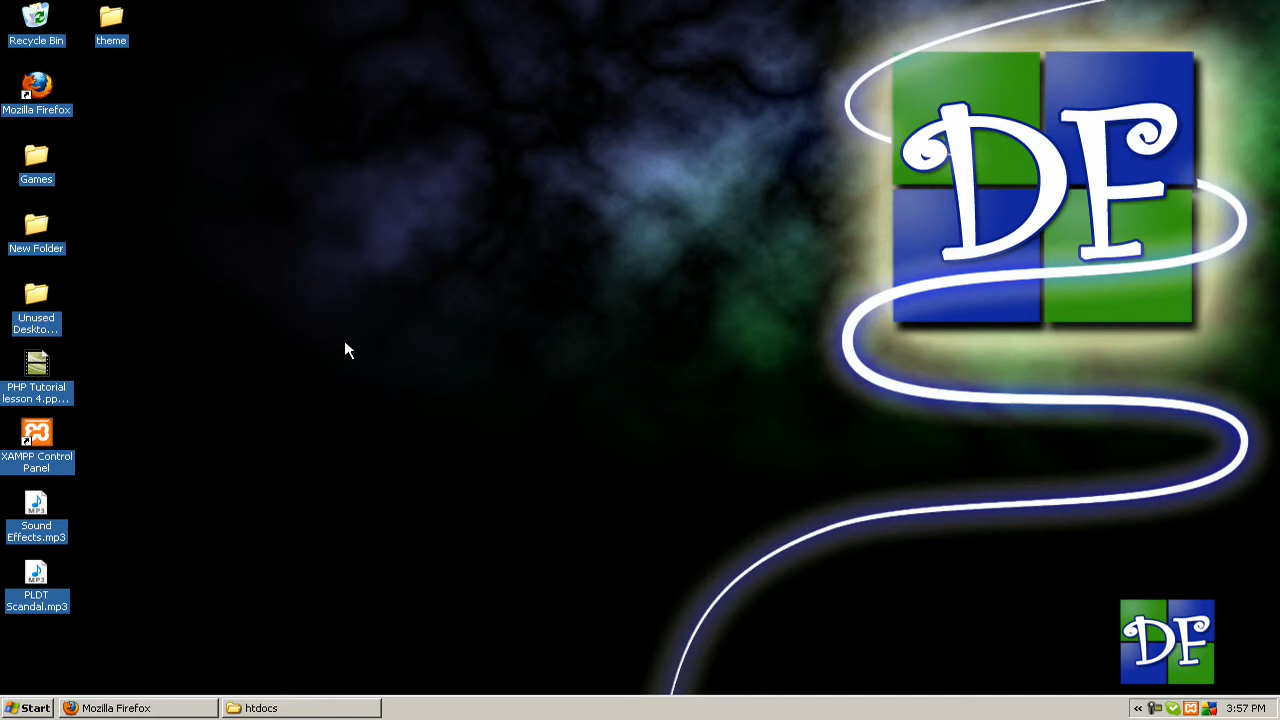 Recycle Bin
theme
Mozilla Firefox
Games
New Folder
Unused
Deskto...
PHP Tutorial
lesson 4.pp...
XAMPP Control
Panel
Sound
Effects.mp3
PLDT
Scandal.mp3
DF
DF
Start
Mozilla Firefox
htdocs
3:57 PM